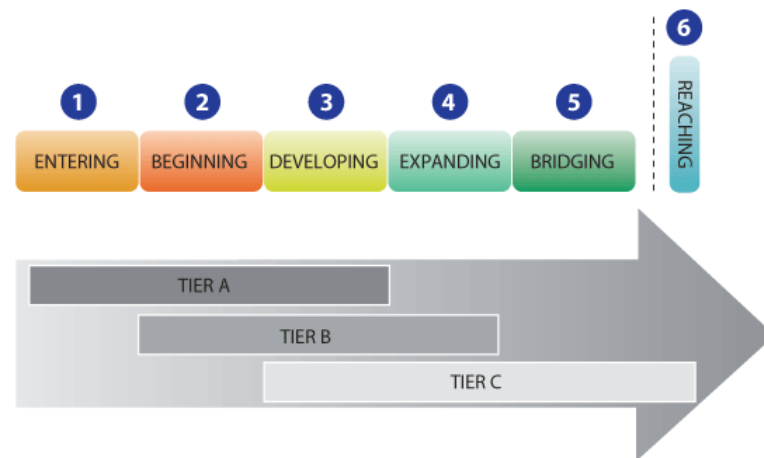 6
1 2 3 4 5
REACHING
ENTERING BEGINNING DEVELOPING EXPANDING BRIDGING
TIER A
TIER B
TIER C